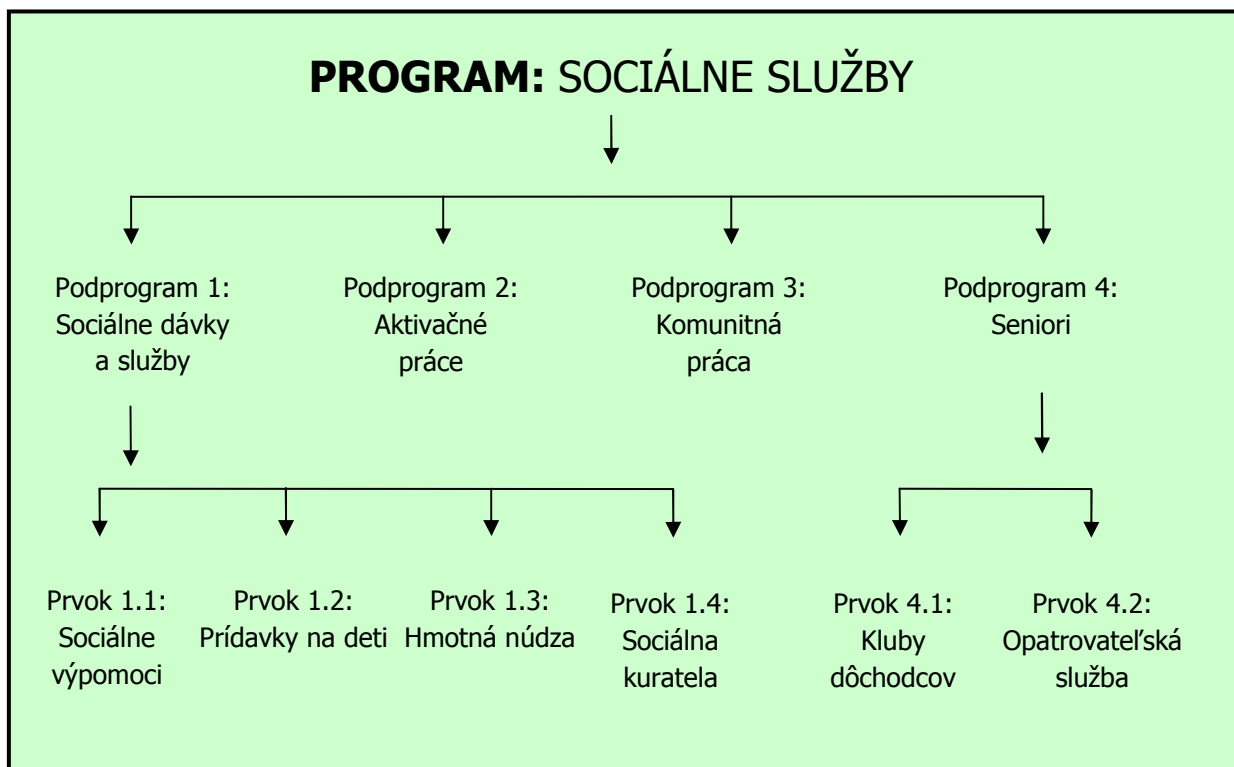 PROGRAM: SOCIÁLNE SLUŽBY
Podprogram 1:
Sociálne dávky
a služby
Podprogram 2:
Aktivačné
práce
Podprogram 3:
Komunitná
práca
Podprogram 4:
Seniori
Prvok 1.1:
Sociálne
výpomoci
Prvok 1.2:
Prídavky na deti
Prvok 1.3:
Hmotná núdza
Prvok 1.4:
Sociálna
kuratela
Prvok 4.1:
Kluby
dôchodcov
Prvok 4.2:
Opatrovateľská
služba